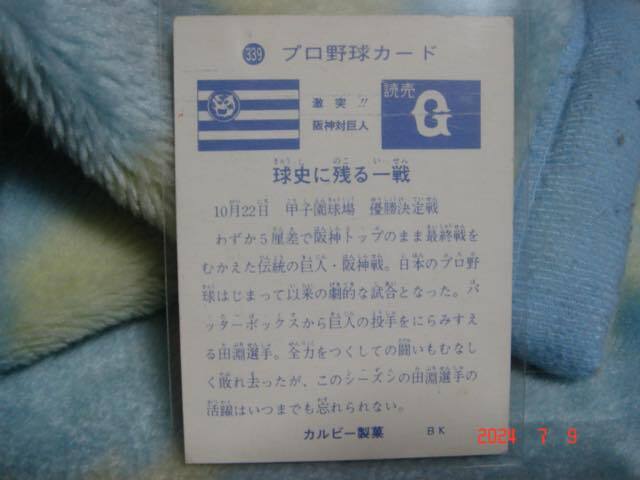 339 プロ野球カード
激突!!
阪神対巨人
読売
G
球史に残る一戦
10月22日 甲子園球場 優勝決定戦
わずか5厘差で阪神トップのまま最終戦を
むかえた伝統の巨人・阪神戦。日本のプロ野
球はじまって以来の劇的な試合となった。バ
ッターボックスから巨人の投手をにらみすえ
る田淵選手。全力をつくしての闘いもむなし
く敗れ去ったが、このシーズンの田淵選手の
活躍はいつまでも忘れられない。
カルビー製菓 BK
2024 7 9